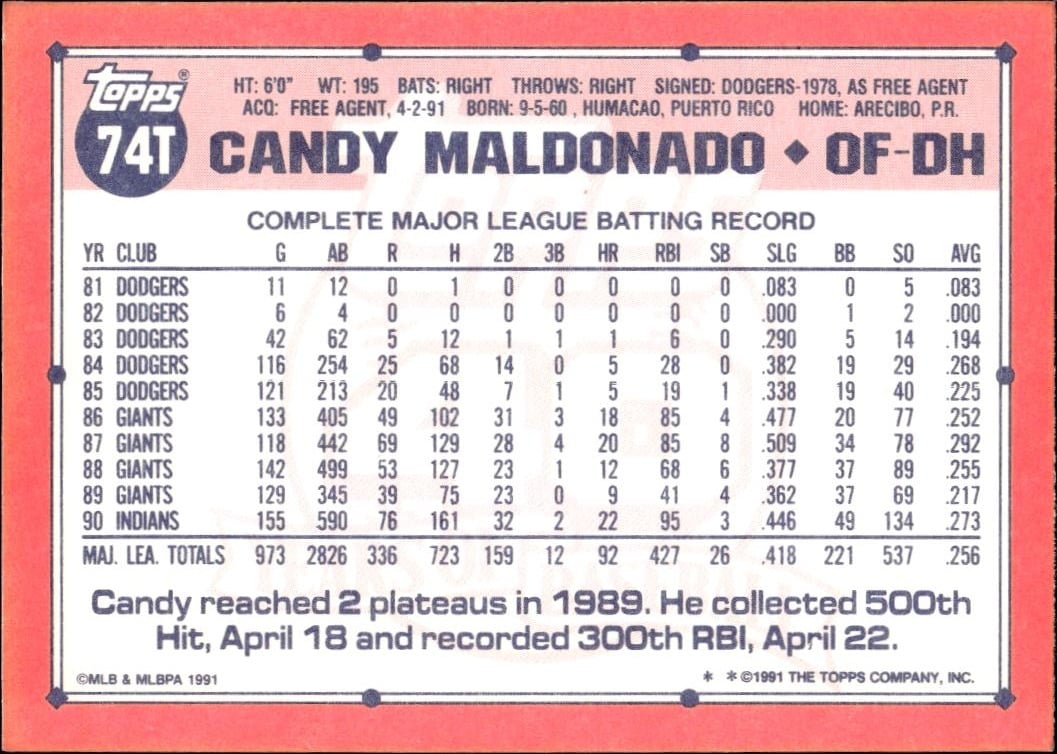 Topps®
74T
HT: 6'0" WT: 195 BATS: RIGHT THROWS: RIGHT SIGNED: DODGERS-1978, AS FREE AGENT
ACQ: FREE AGENT, 4-2-91 BORN: 9-5-60 , HUMACAO, PUERTO RICO HOME: ARECIBO, P.R.
CANDY MALDONADO ◆ OF-DH
COMPLETE MAJOR LEAGUE BATTING RECORD
YR CLUB G AB R H 2B 3B HR RBI SB SLG BB SO AVG
81 DODGERS 11 12 0 1 0 0 0 0 0 .083 0 5 .083
82 DODGERS 6 4 0 0 0 0 0 0 0 .000 1 2 .000
83 DODGERS 42 62 5 12 1 1 1 6 0 .290 5 14 .194
84 DODGERS 116 254 25 68 14 0 5 28 0 .382 19 29 .268
85 DODGERS 121 213 20 48 7 1 5 19 1 .338 19 40 .225
86 GIANTS 133 405 49 102 31 3 18 85 4 .477 20 77 .252
87 GIANTS 118 442 69 129 28 4 20 85 8 .509 34 78 .292
88 GIANTS 142 499 53 127 23 1 12 68 6 .377 37 89 .255
89 GIANTS 129 345 39 75 23 0 9 41 4 .362 37 69 .217
90 INDIANS 155 590 76 161 32 2 22 95 3 .446 49 134 .273
MAJ. LEA. TOTALS 973 2826 336 723 159 12 92 427 26 .418 221 537 .256
Candy reached 2 plateaus in 1989. He collected 500th
Hit, April 18 and recorded 300th RBI, April 22.
©MLB & MLBPA 1991
* *©1991 THE TOPPS COMPANY, INC.